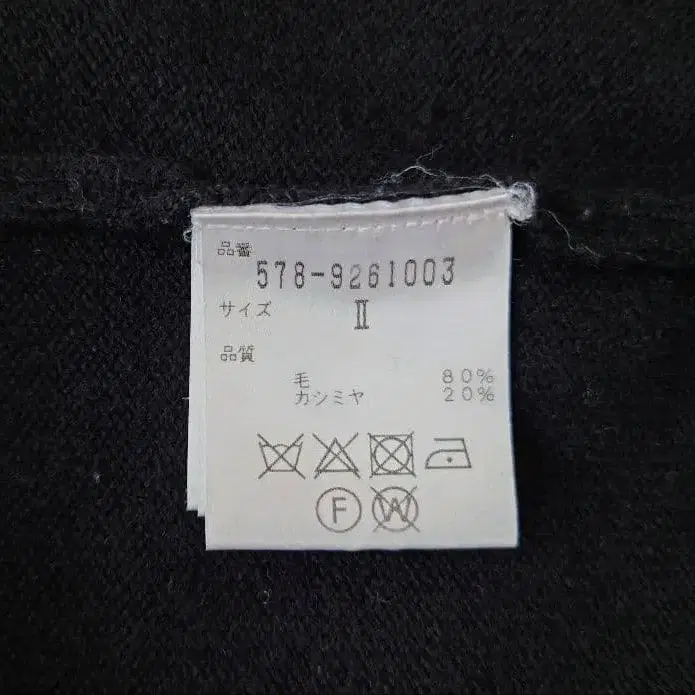 品番
578-9261003
サイズ Ⅱ
品質
毛 80%
カシミヤ 20%
F W